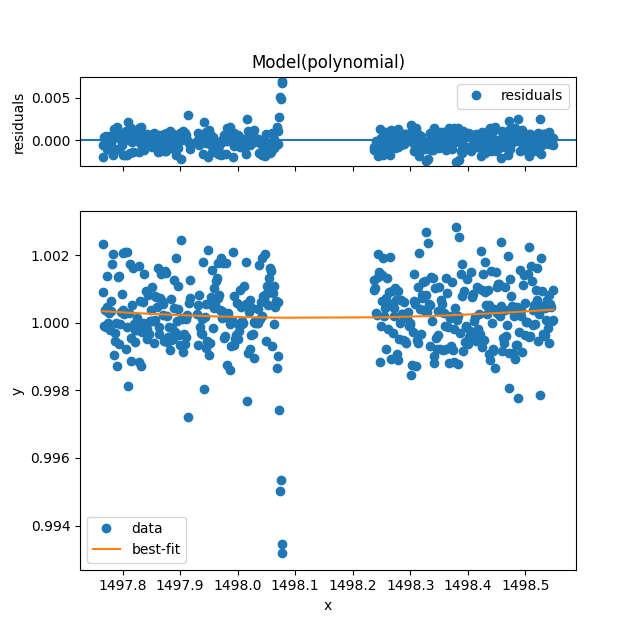 Model(polynomial)
residuals
0.005
0.000
residuals
1.002
1.000
0.998
0.996
0.994
y
data
best-fit
1497.8 1497.9 1498.0 1498.1 1498.2 1498.3 1498.4 1498.5
x